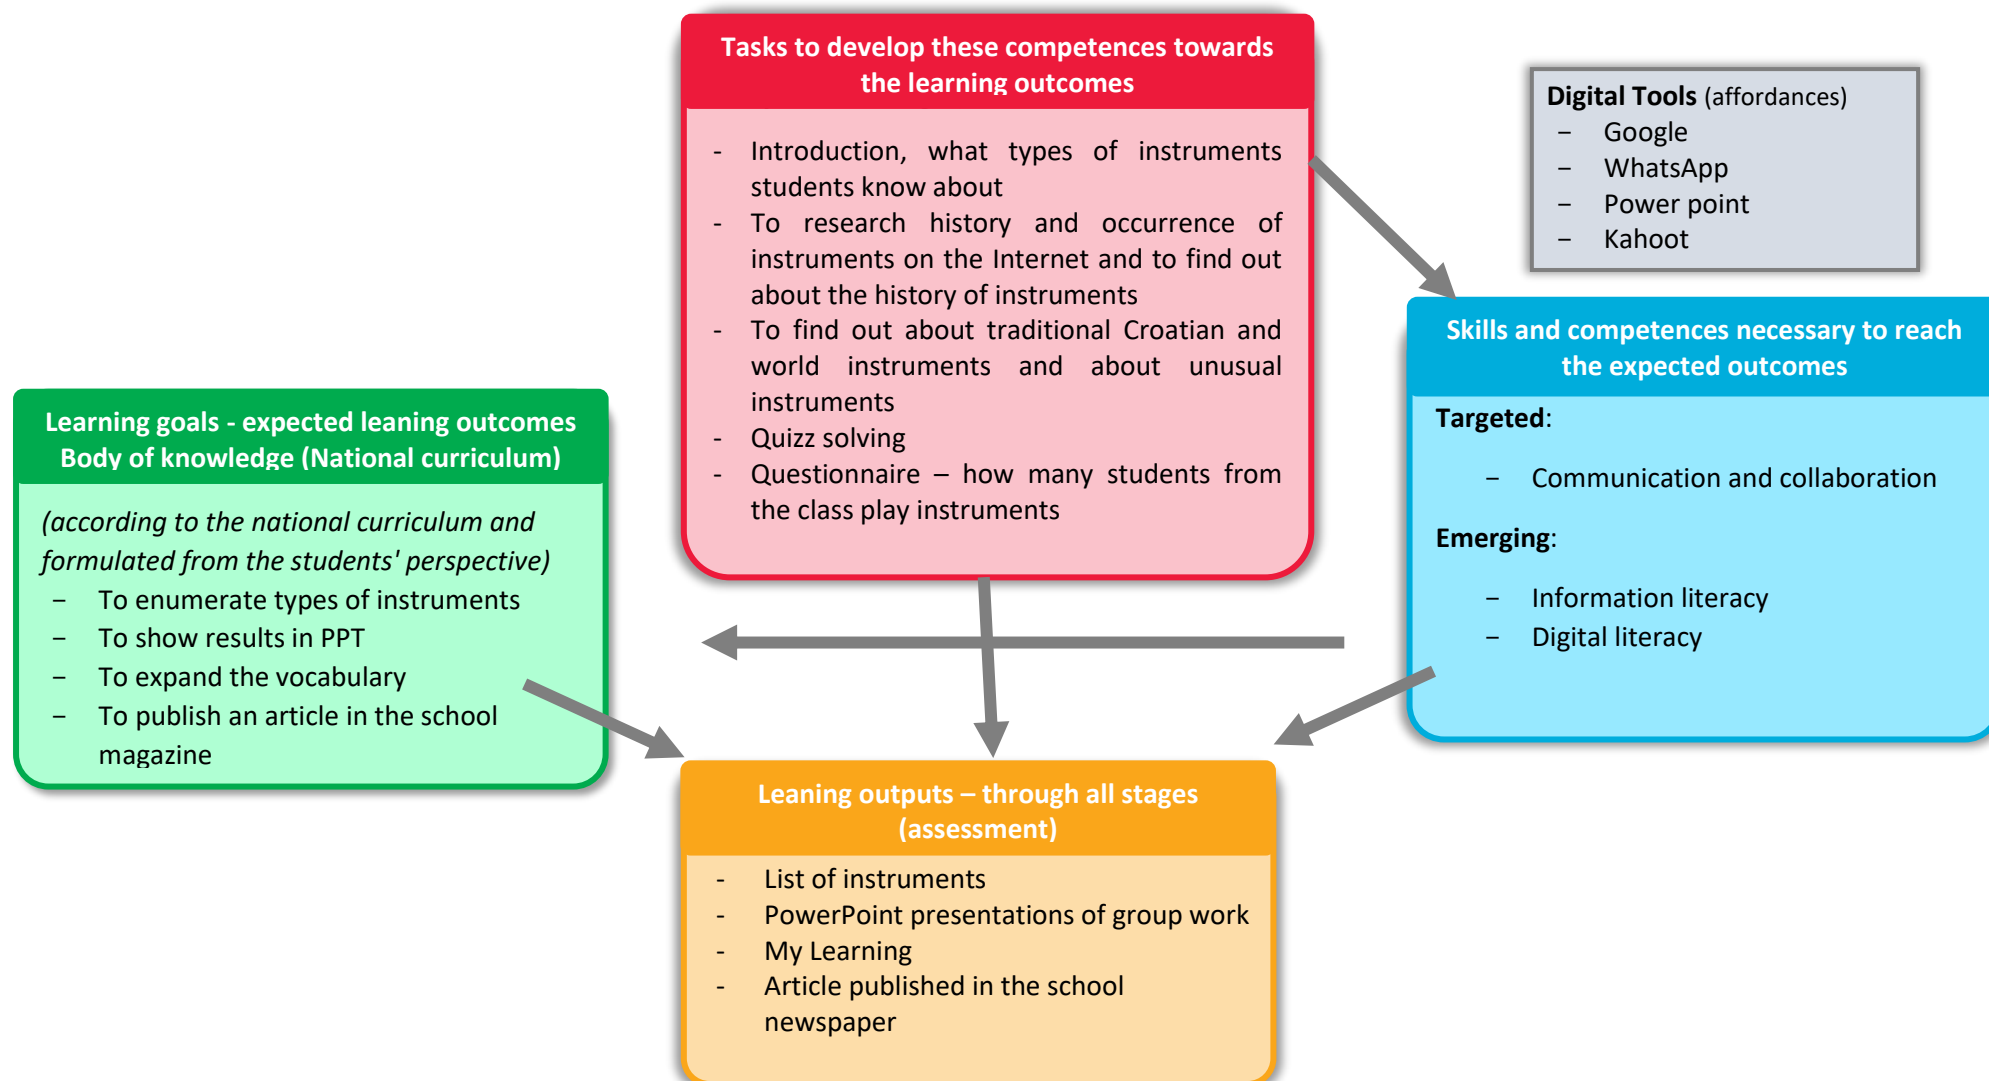 Tasks to develop these competences towards
the learning outcomes
- Introduction, what types of instruments
students know about
- To research history and occurrence of
instruments on the Internet and to find out
about the history of instruments
- To find out about traditional Croatian and
world instruments and about unusual
instruments
- Quizz solving
- Questionnaire – how many students from
the class play instruments
Digital Tools (affordances)
– Google
– WhatsApp
– Power point
– Kahoot
Skills and competences necessary to reach
the expected outcomes
Targeted:
– Communication and collaboration
Emerging:
– Information literacy
– Digital literacy
Learning goals - expected leaning outcomes
Body of knowledge (National curriculum)
(according to the national curriculum and
formulated from the students' perspective)
– To enumerate types of instruments
– To show results in PPT
– To expand the vocabulary
– To publish an article in the school
magazine
Leaning outputs – through all stages
(assessment)
- List of instruments
- PowerPoint presentations of group work
- My Learning
- Article published in the school
newspaper